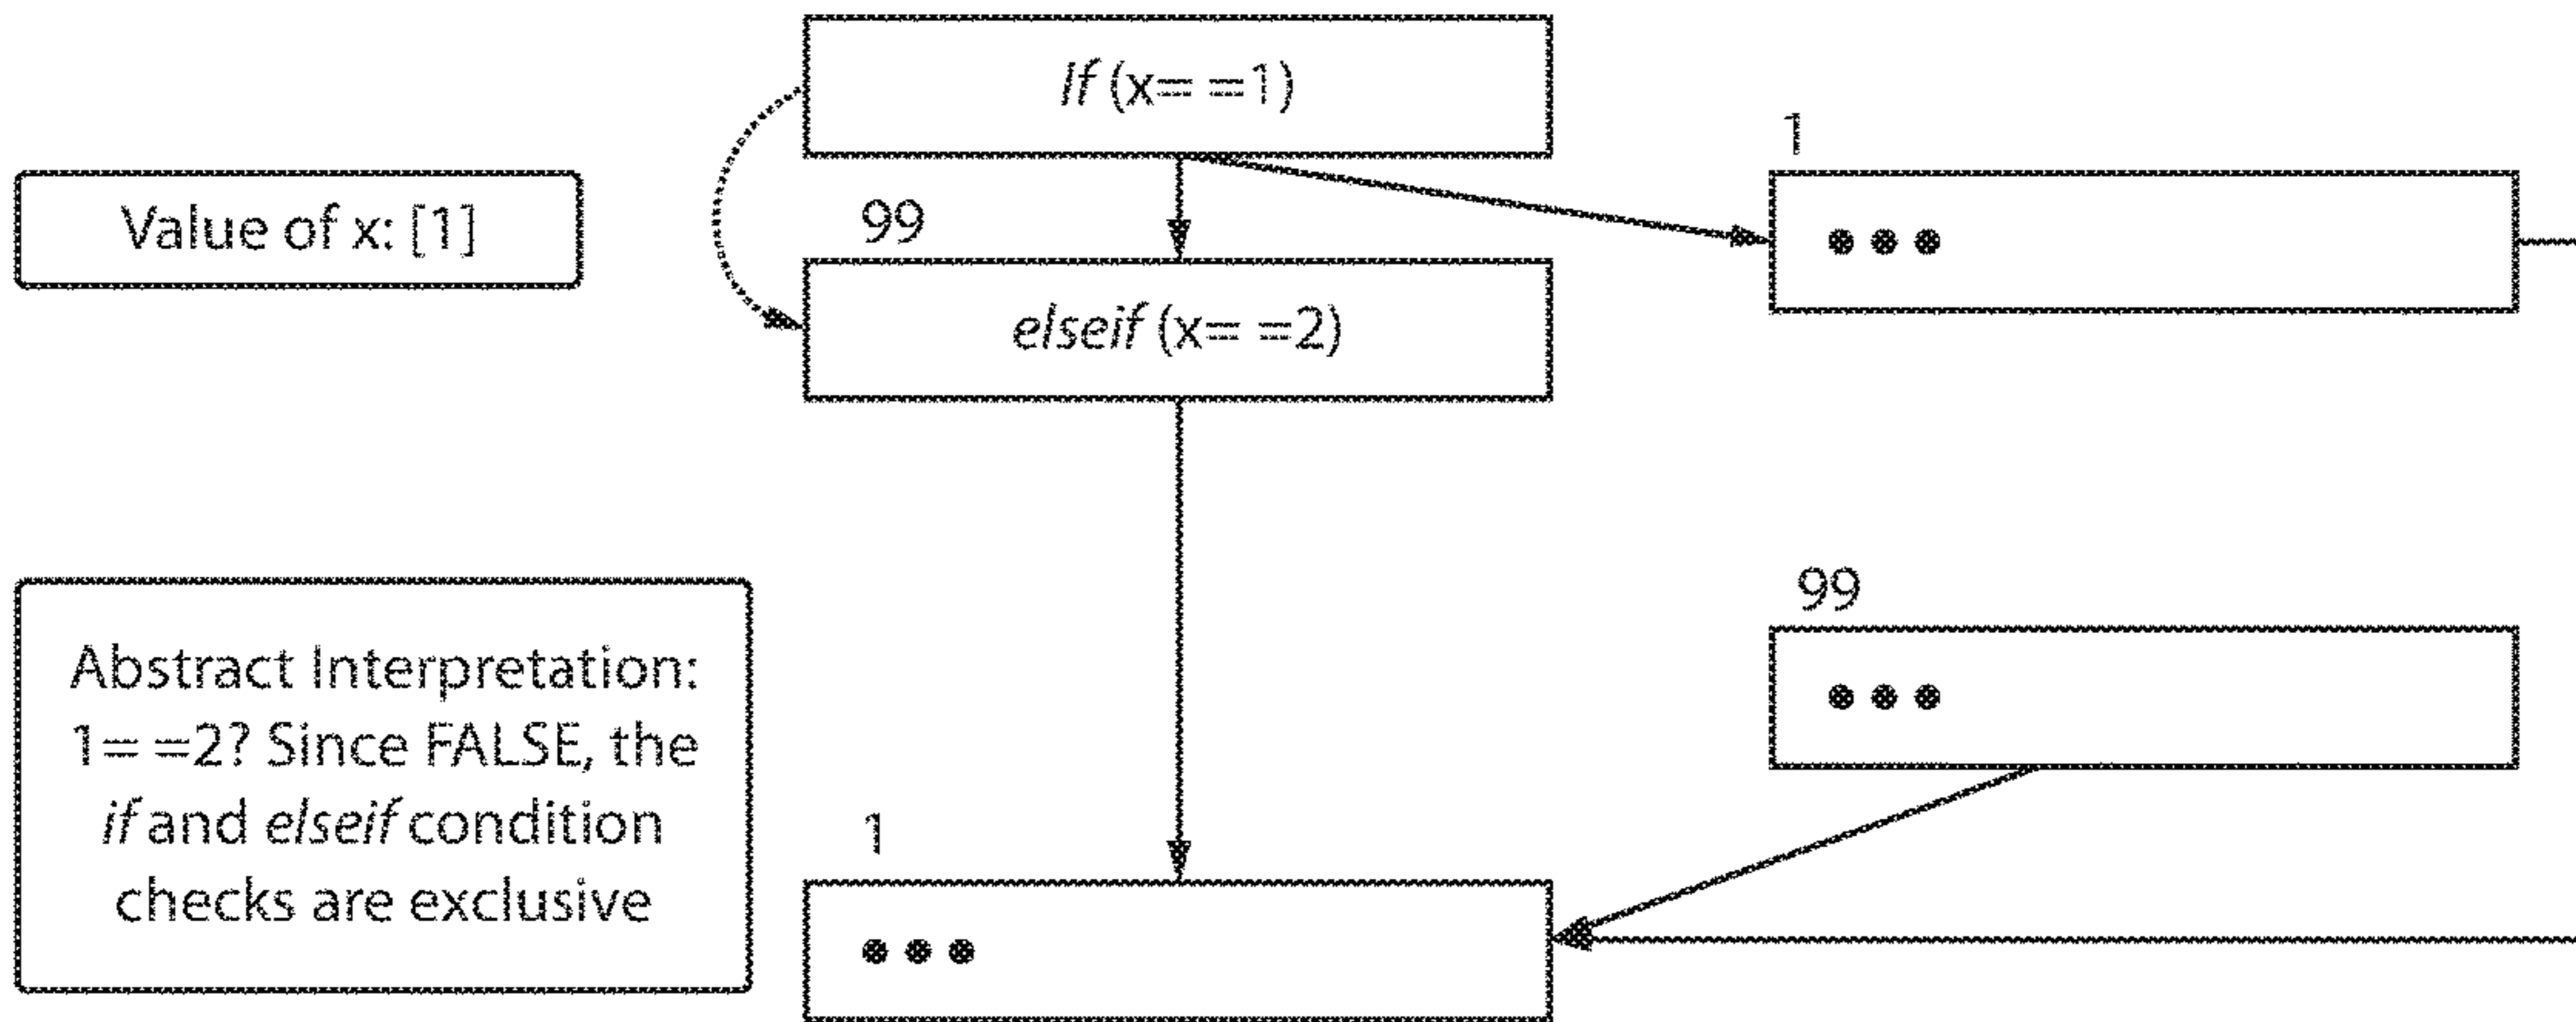 If (x= =1)
1
Value of x: [1]
99
•••
elseif (x= =2)
99
Abstract Interpretation:
1= =2? Since FALSE, the
if and elseif condition
checks are exclusive
•••
1
•••